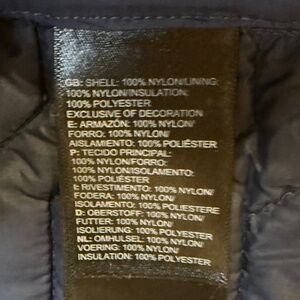 GB: SHELL: 100% NYLON/LINING:
100% NYLON/INSULATION:
100% POLYESTER
EXCLUSIVE OF DECORATION
E: ARMAZÓN: 100% NYLON/
FORRO: 100% NYLON/
AISLAMIENTO: 100% POLIÉSTER
P: TECIDO PRINCIPAL:
100% NYLON/FORRO:
100% NYLON/ISOLAMENTO:
100% POLIÉSTER
I: RIVESTIMENTO: 100% NYLON/
FODERA: 100% NYLON/
ISOLAMENTO: 100% POLIESTERE
D: OBERSTOFF: 100% NYLON/
FUTTER: 100% NYLON/
ISOLIERUNG: 100% POLYESTER
NL: OMHULSEL: 100% NYLON/
VOERING: 100% NYLON/
INSULATION: 100% POLYESTER